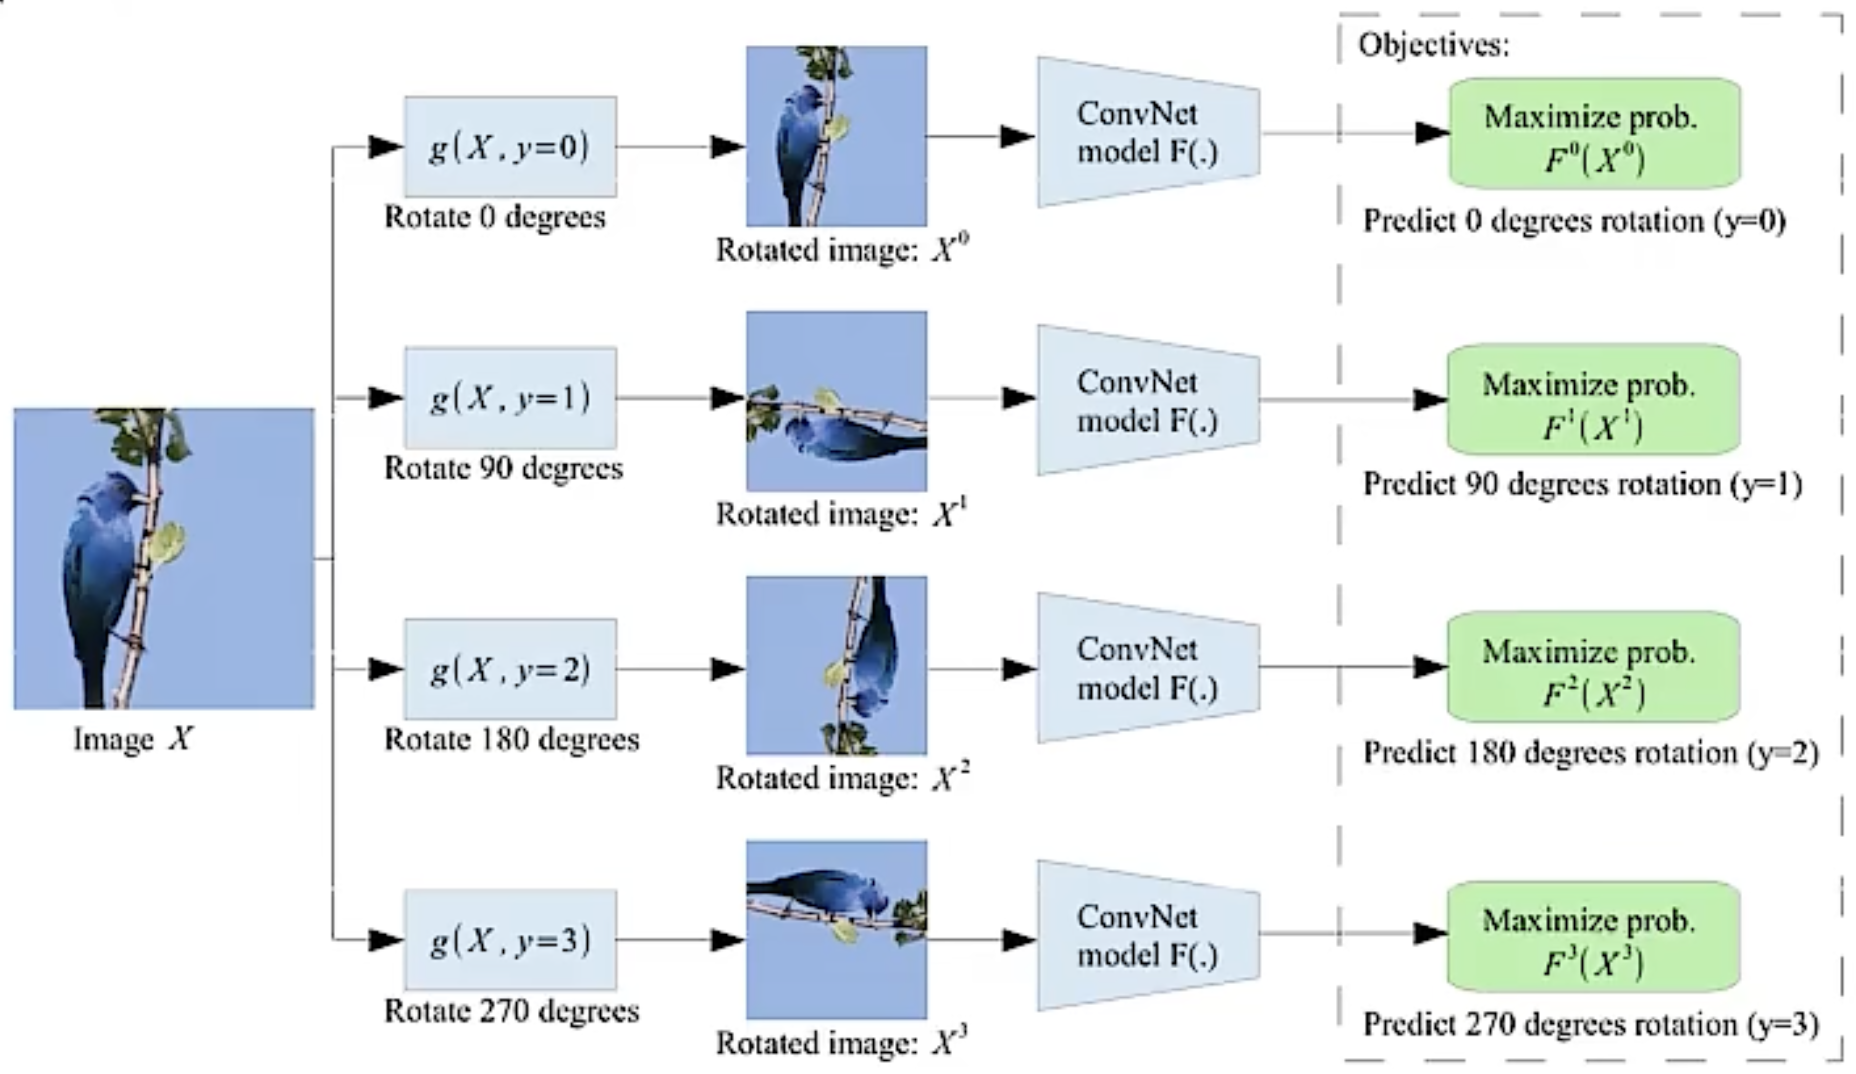 Objectives:
g(X, y=0)
Rotate 0 degrees
Rotated image: X⁰
ConvNet
model F(.)
Maximize prob.
F⁰(X⁰)
Predict 0 degrees rotation (y=0)
g(X, y=1)
Rotate 90 degrees
Rotated image: X¹
ConvNet
model F(.)
Maximize prob.
F¹(X¹)
Predict 90 degrees rotation (y=1)
Image X
g(X, y=2)
Rotate 180 degrees
Rotated image: X²
ConvNet
model F(.)
Maximize prob.
F²(X²)
Predict 180 degrees rotation (y=2)
g(X, y=3)
Rotate 270 degrees
Rotated image: X³
ConvNet
model F(.)
Maximize prob.
F³(X³)
Predict 270 degrees rotation (y=3)